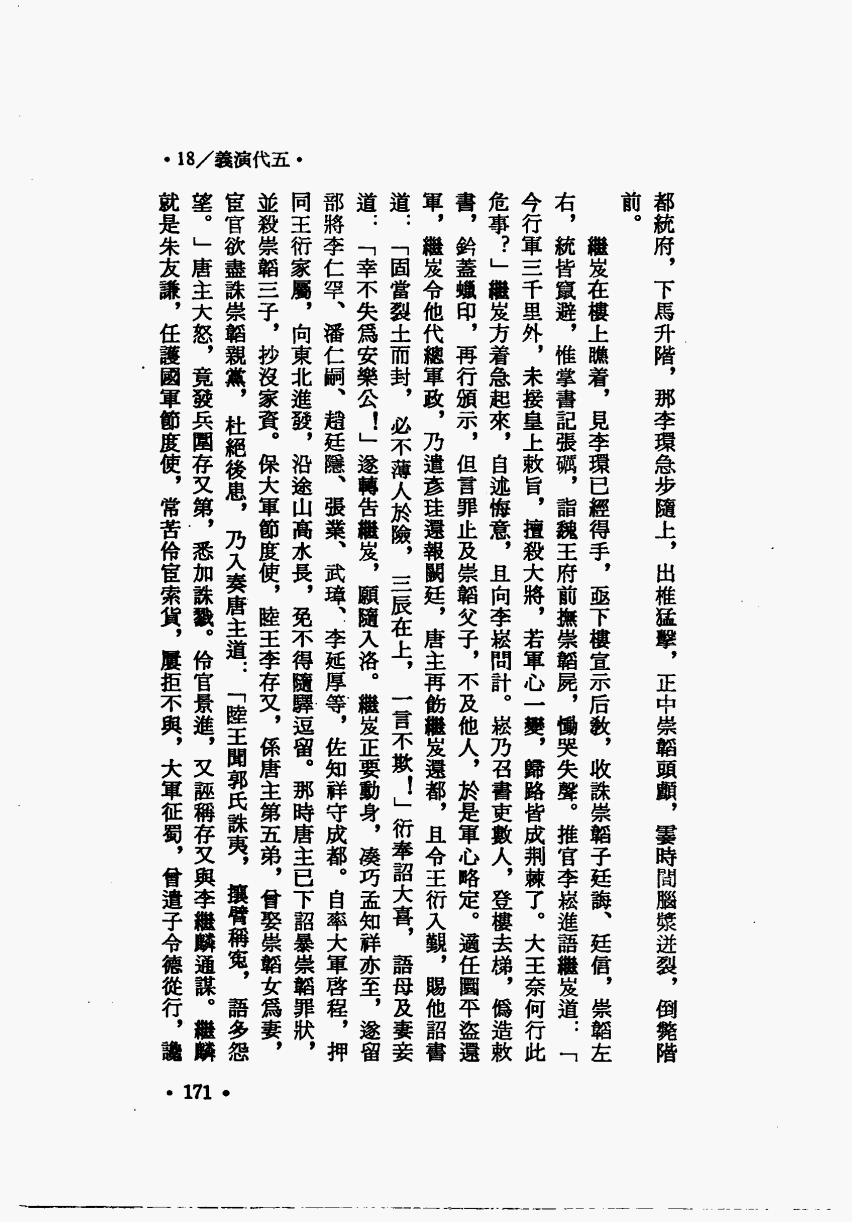 •18／義演代五•
都統府，下馬升階，那李環急步隨上，出椎猛擊，正中崇韜頭顱，霎時間腦漿迸裂，倒斃階
前。
繼岌在樓上瞧着，見李環已經得手，亟下樓宣示后敎，收誅崇韜子廷誨、廷信，崇韜左
右，統皆竄避，惟掌書記張礪，詣魏王府前撫崇韜屍，慟哭失聲。推官李崧進語繼岌道：「
今行軍三千里外，未接皇上敕旨，擅殺大將，若軍心一變，歸路皆成荆棘了。大王奈何行此
危事？」繼岌方着急起來，自述悔意，且向李崧問計。崧乃召書吏數人，登樓去梯，僞造敕
書，鈐蓋蠟印，再行頒示，但言罪止及崇韜父子，不及他人，於是軍心略定。適任圜平盜還
軍，繼岌令他代總軍政，乃遣彥珪還報闕廷，唐主再飭繼岌還都，且令王衍入覲，賜他詔書
道：「固當裂土而封，必不薄人於險，三辰在上，一言不欺！」衍奉詔大喜，語母及妻妾
道：「幸不失爲安樂公！」遂轉告繼岌，願隨入洛。繼岌正要動身，凑巧孟知祥亦至，遂留
部將李仁罕、潘仁嗣、趙廷隱、張業、武璋、李延厚等，佐知祥守成都。自率大軍啓程，押
同王衍家屬，向東北進發，沿途山高水長，免不得隨驛逗留。那時唐主已下詔暴崇韜罪狀，
並殺崇韜三子，抄沒家資。保大軍節度使，睦王李存又，係唐主第五弟，曾娶崇韜女爲妻，
宦官欲盡誅崇韜親黨，杜絕後患，乃入奏唐主道：「睦王聞郭氏誅夷，攘臂稱寃，語多怨
望。」唐主大怒，竟發兵圍存又第，悉加誅戮。伶官景進，又誣稱存又與李繼麟通謀。繼麟
就是朱友謙，任護國軍節度使，常苦伶宦索貨，屢拒不與，大軍征蜀，曾遣子令德從行，讒
•171•